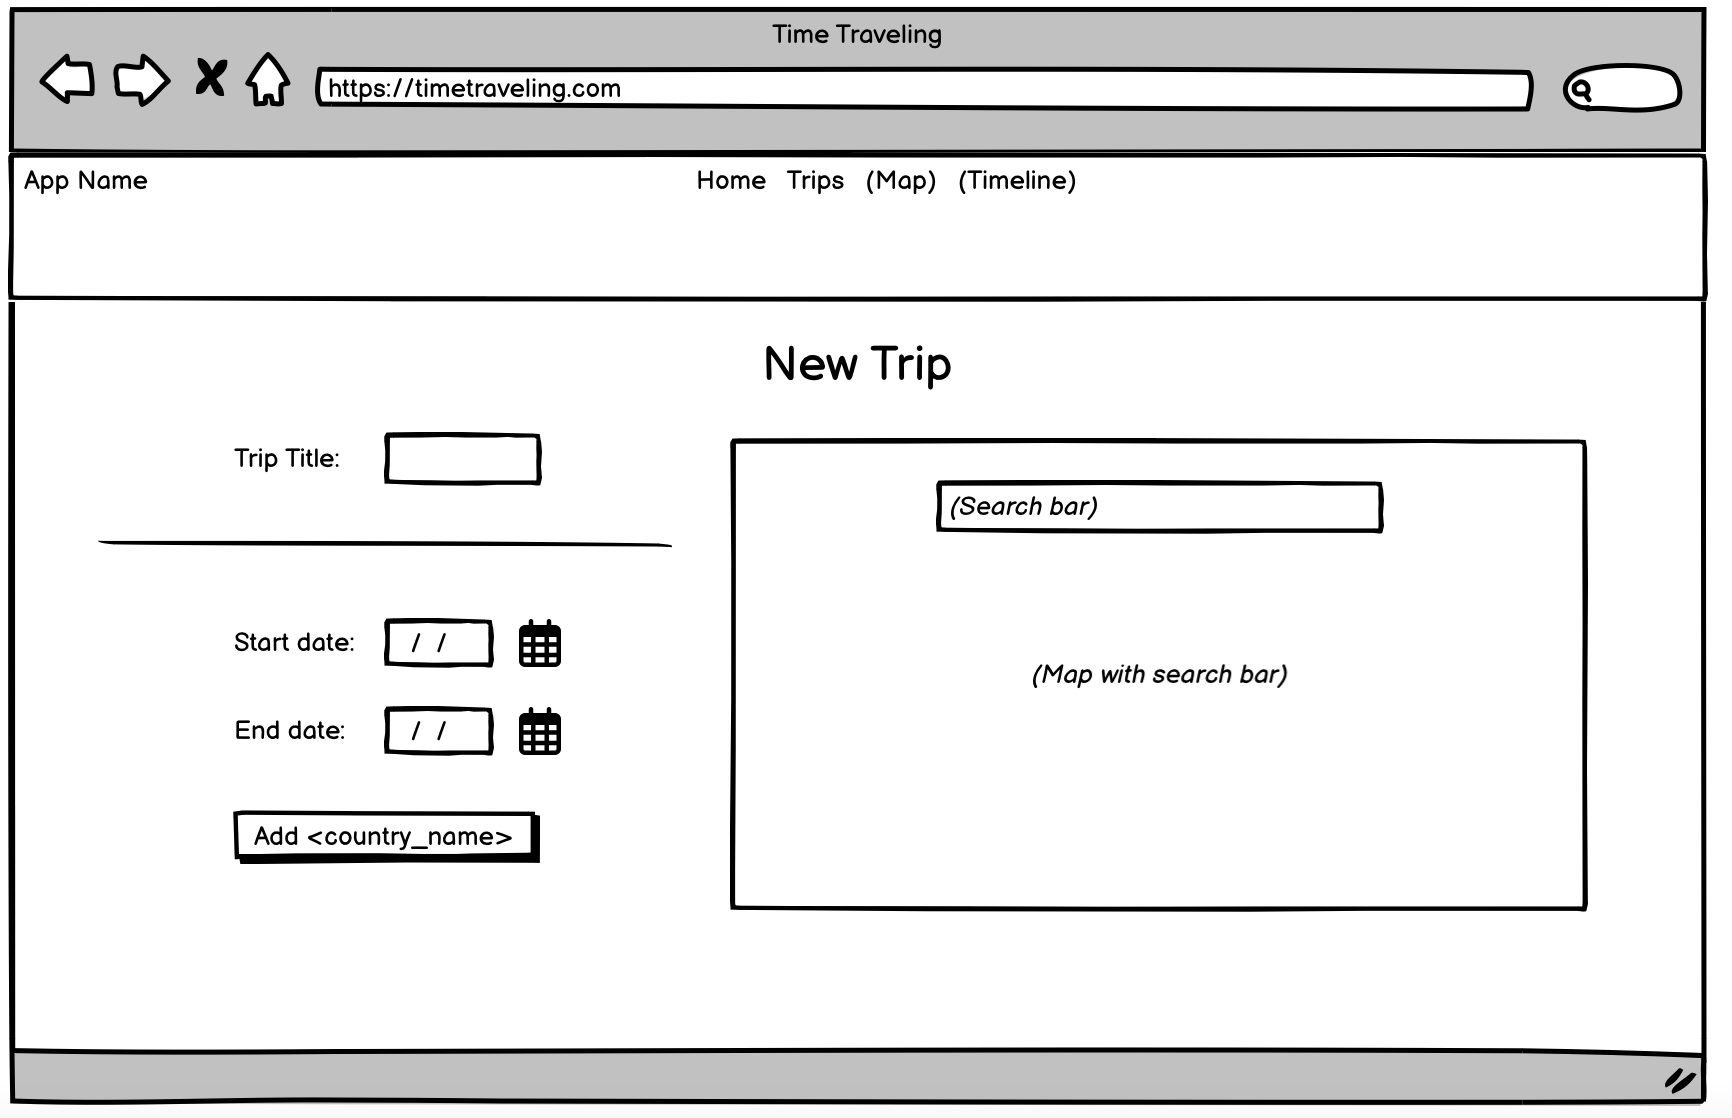 Time Traveling
https://timetraveling.com
App Name
Home Trips (Map) (Timeline)
New Trip
Trip Title:
(Search bar)
Start date: / /
(Map with search bar)
End date: / /
Add <country_name>